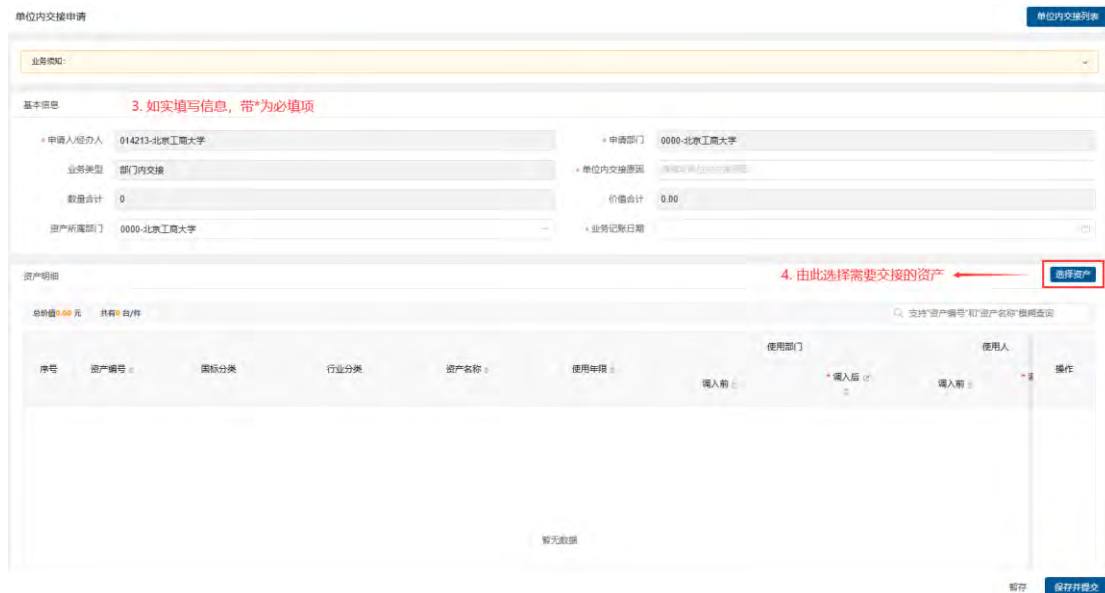 单位内交接申请
单位内交接列表
业务须知:
基本信息 3. 如实填写信息，带*为必填项
* 申请人/经办人 014213-北京工商大学 * 申请部门 0000-北京工商大学
业务类型 部门内交接 * 单位内交接原因
数量合计 0 价值合计 0.00
资产所属部门 0000-北京工商大学 * 业务记账日期
资产明细 4. 由此选择需要交接的资产 选择资产
总价值0.00 元 共有0 台/件 支持"资产编号"和"资产名称"模糊查询
使用部门 使用人
序号 资产编号 国标分类 行业分类 资产名称 使用年限 调入前 * 调入后 调入前 * 操作
暂无数据
暂存 保存并提交